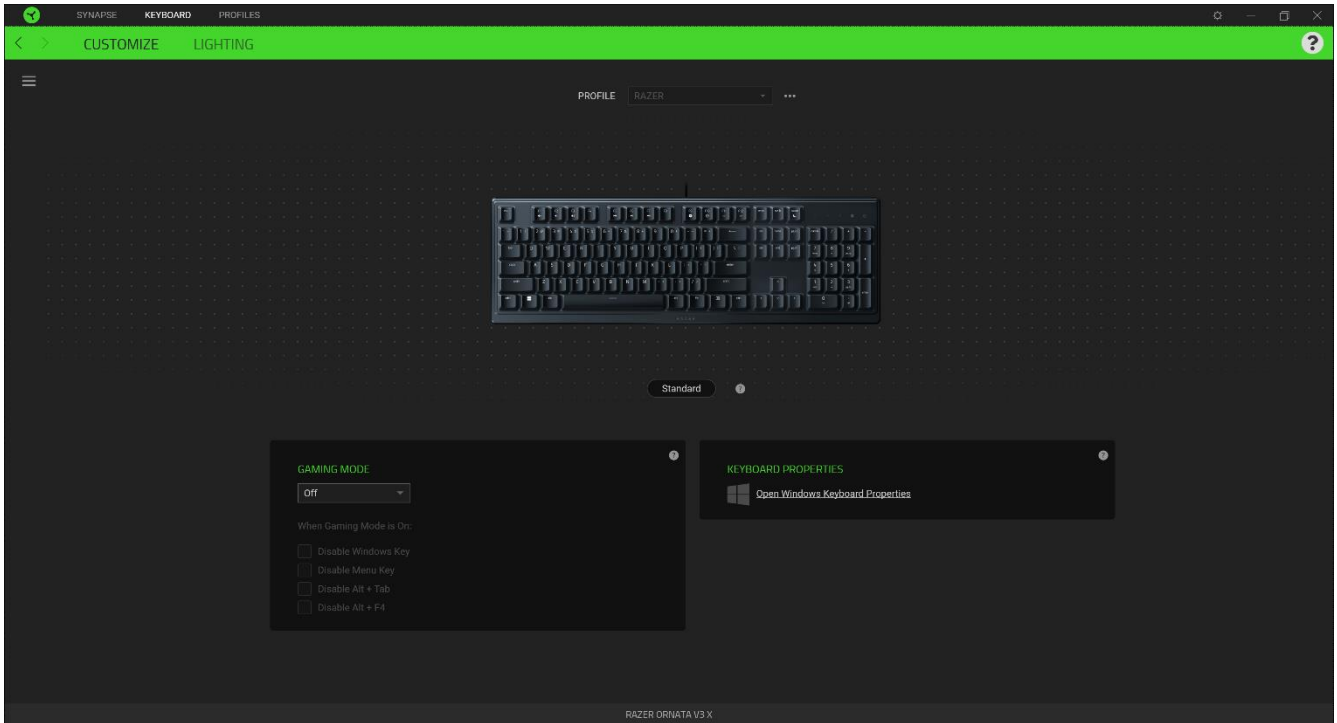 SYNAPSE KEYBOARD PROFILES
CUSTOMIZE LIGHTING
?
PROFILE RAZER
Standard ?
GAMING MODE ?
Off
When Gaming Mode is On:
Disable Windows Key
Disable Menu Key
Disable Alt + Tab
Disable Alt + F4
KEYBOARD PROPERTIES ?
Open Windows Keyboard Properties
RAZER ORNATA V3 X